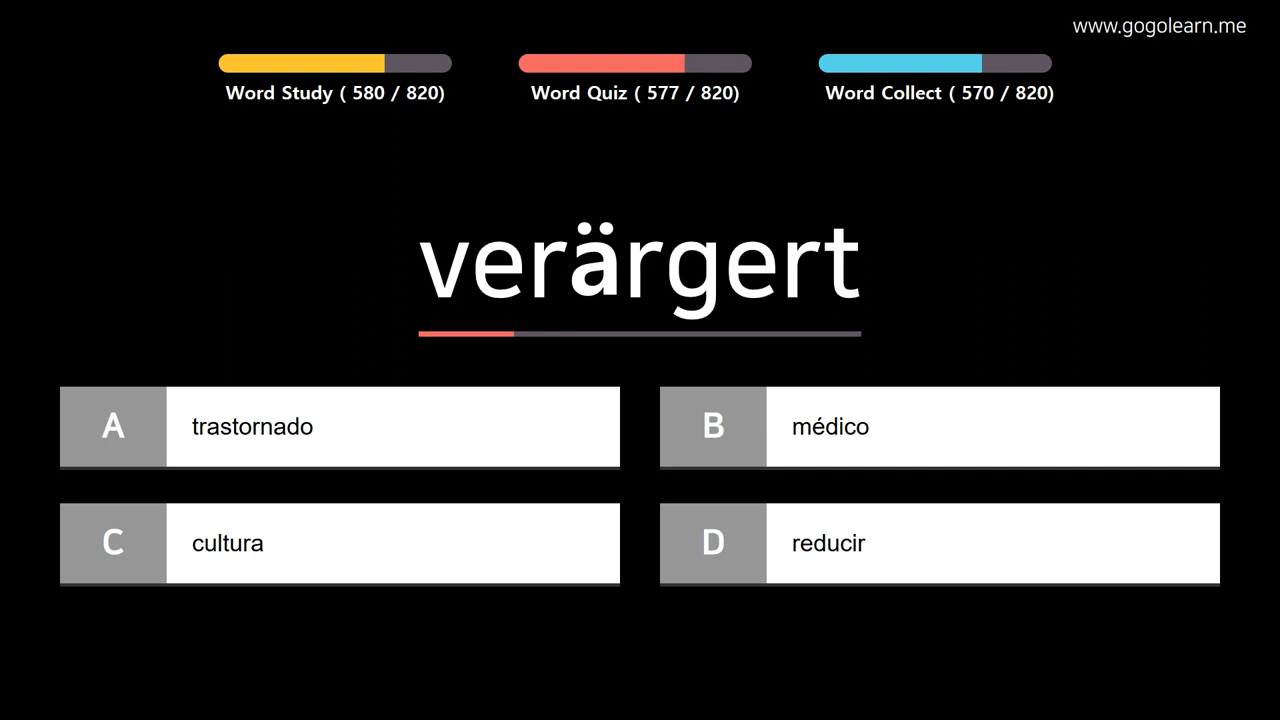 www.gogolearn.me
Word Study ( 580 / 820)
Word Quiz ( 577 / 820)
Word Collect ( 570 / 820)
verärgert
A trastornado
B médico
C cultura
D reducir